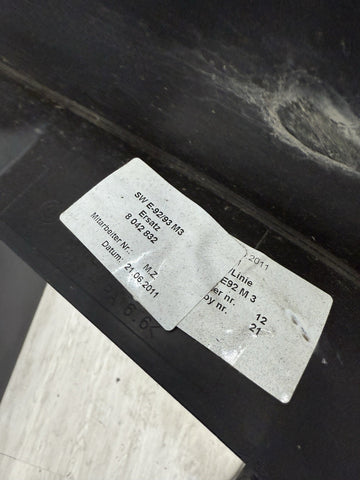 SW E-92/93 M3
Ersatz
8 042 832
Mitarbeiter Nr.:
M.Z
Datum: 21 06 2011
2011
/Linie
E92 M 3
er nr. 12
by nr. 21